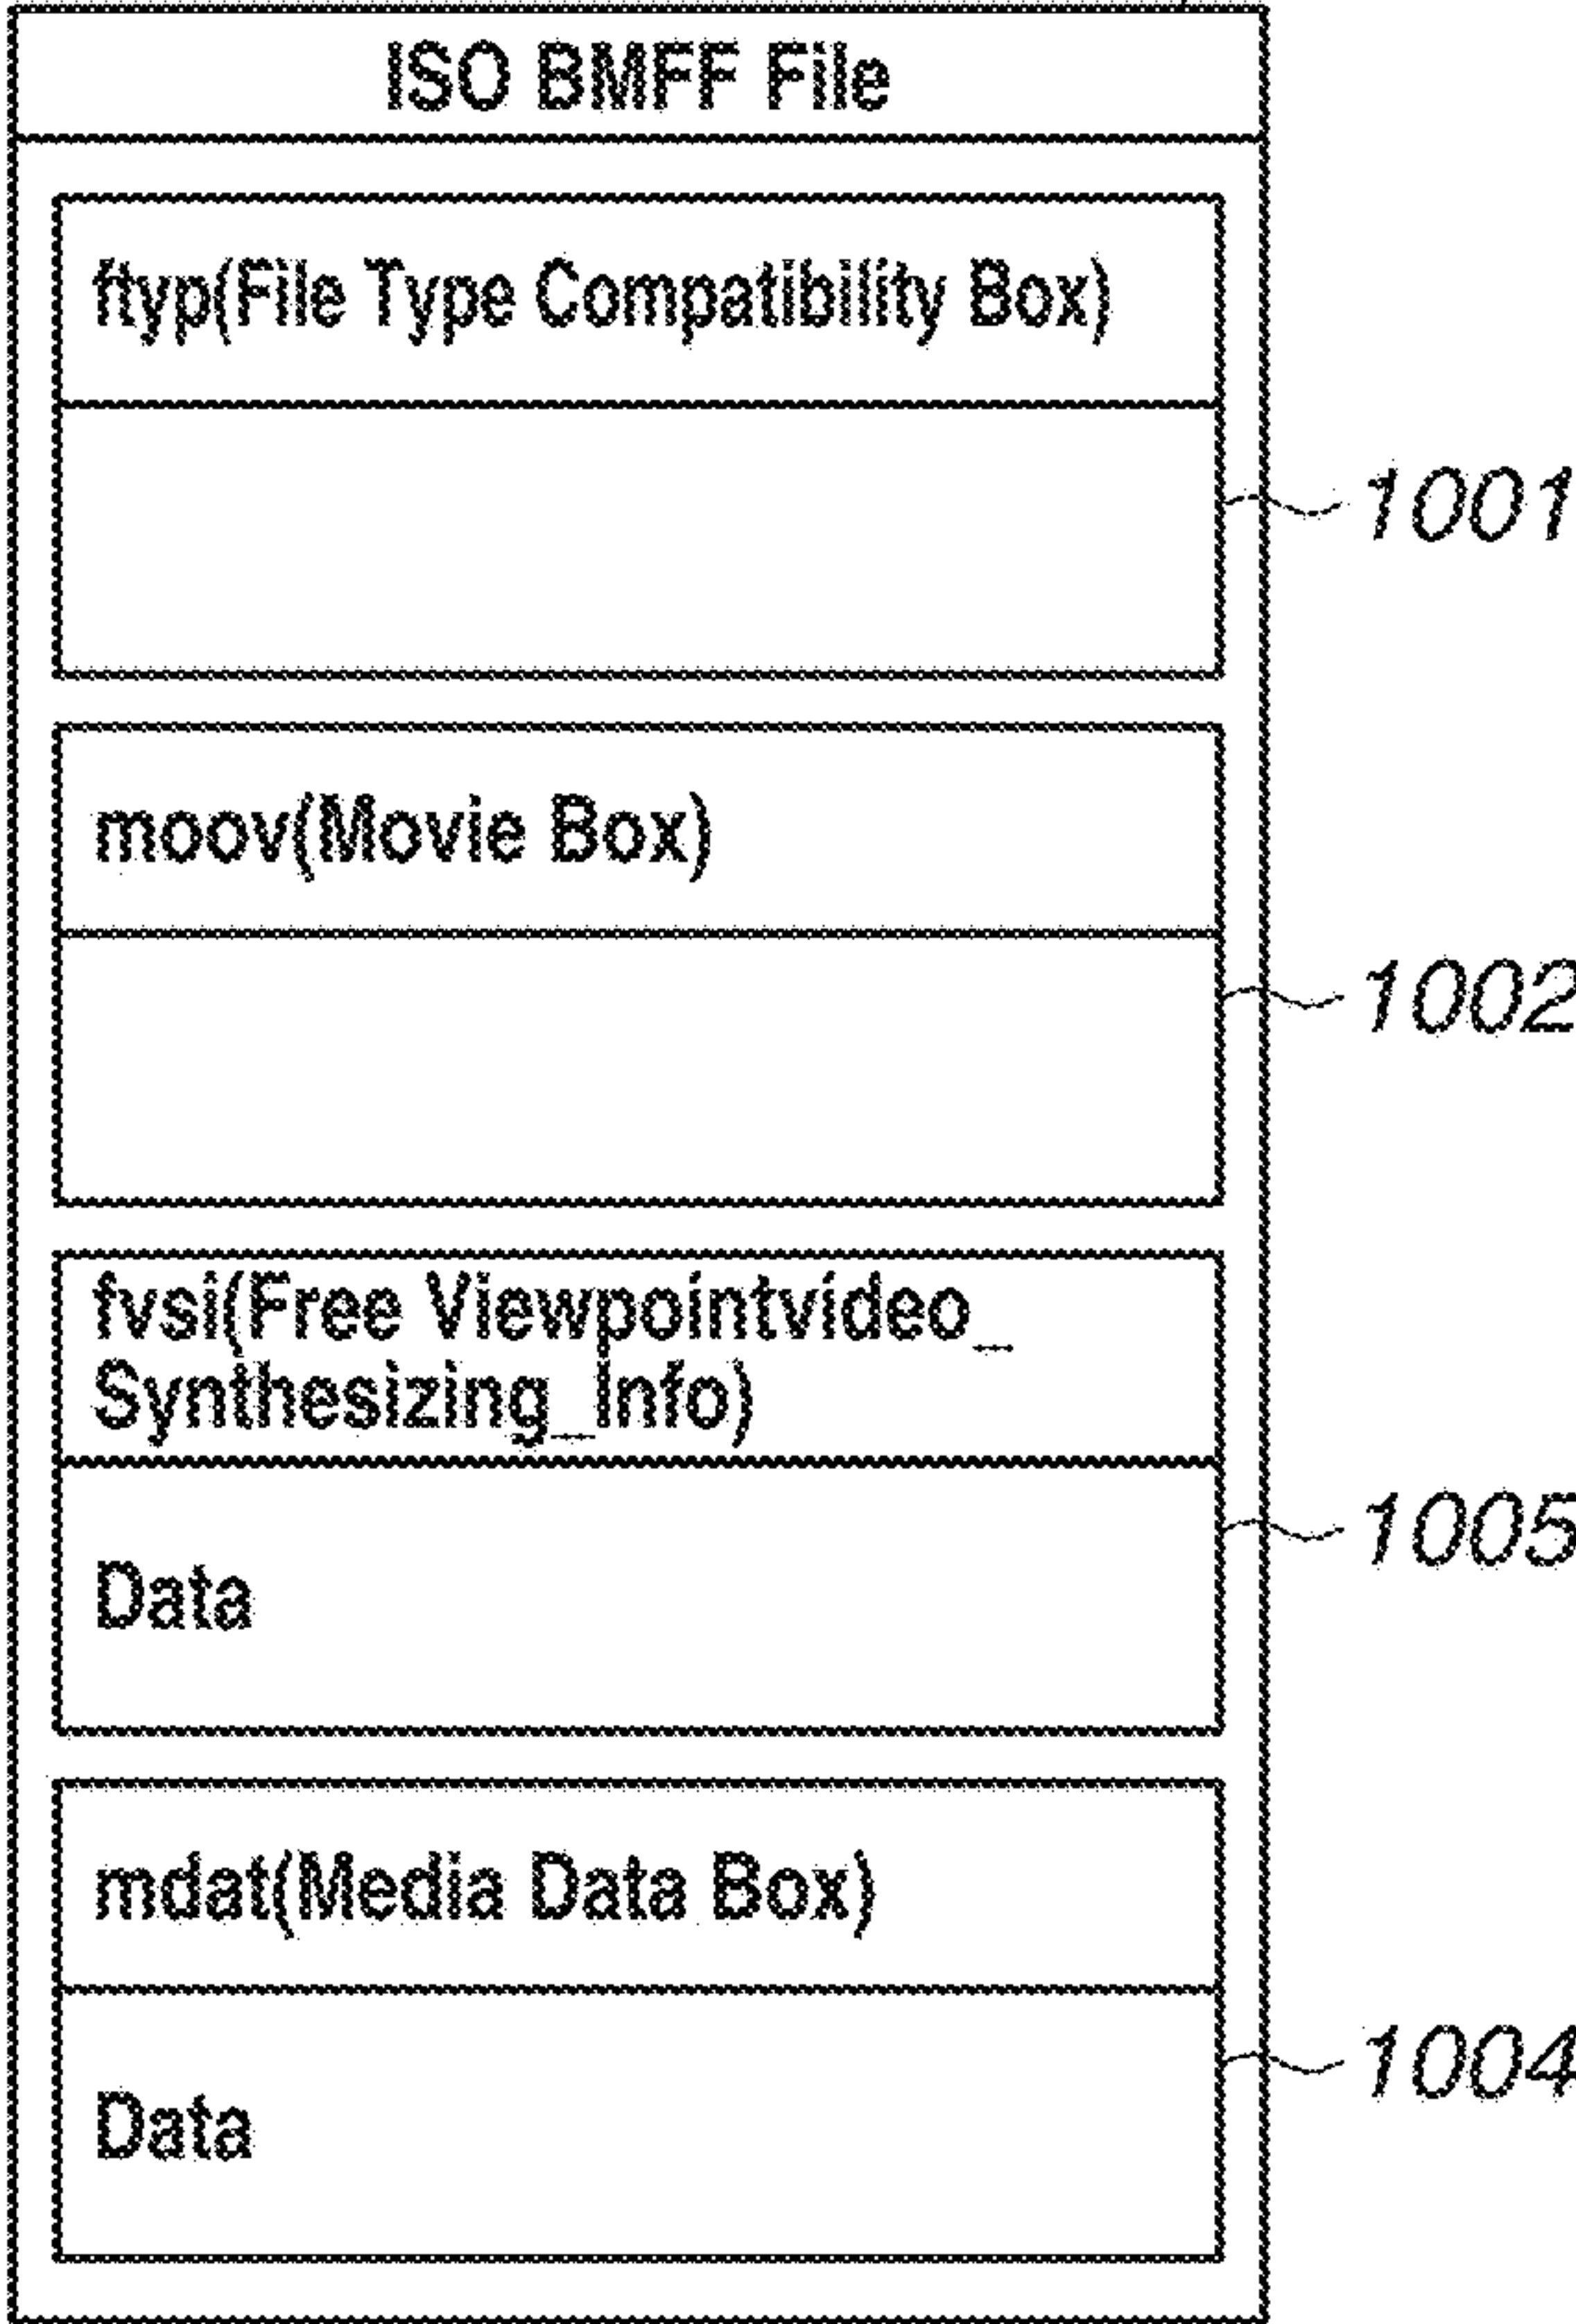 ISO BMFF File
ftyp(File Type Compatibility Box)
1001
moov(Movie Box)
1002
fvsi(Free Viewpointvideo_
Synthesizing_Info)
1005
Data
mdat(Media Data Box)
1004
Data